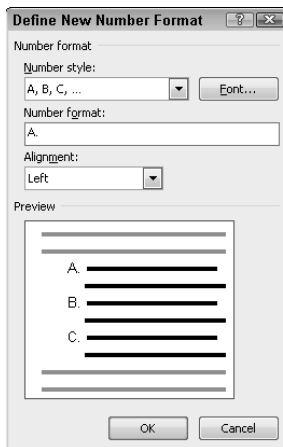 Define New Number Format
Number format
Number style:
A, B, C, ...
Font...
Number format:
A.
Alignment:
Left
Preview
A.
B.
C.
OK
Cancel